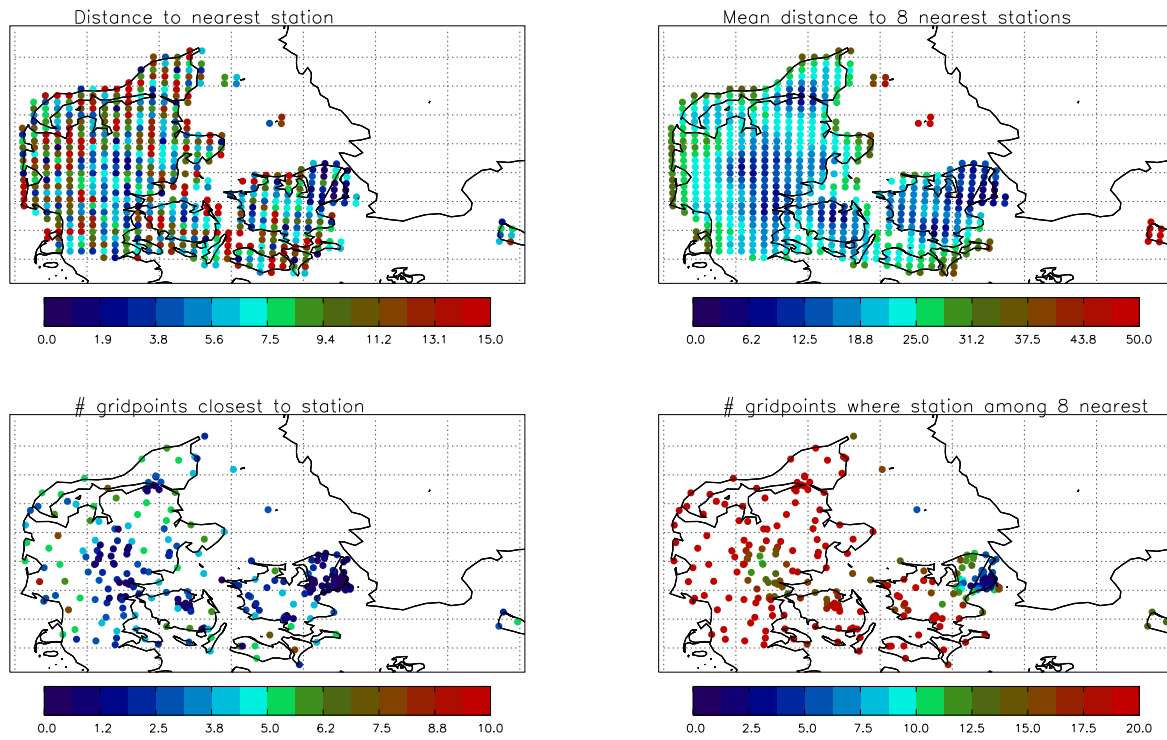 Distance to nearest station
Mean distance to 8 nearest stations
0.0 1.9 3.8 5.6 7.5 9.4 11.2 13.1 15.0
0.0 6.2 12.5 18.8 25.0 31.2 37.5 43.8 50.0
# gridpoints closest to station
# gridpoints where station among 8 nearest
0.0 1.2 2.5 3.8 5.0 6.2 7.5 8.8 10.0
0.0 2.5 5.0 7.5 10.0 12.5 15.0 17.5 20.0